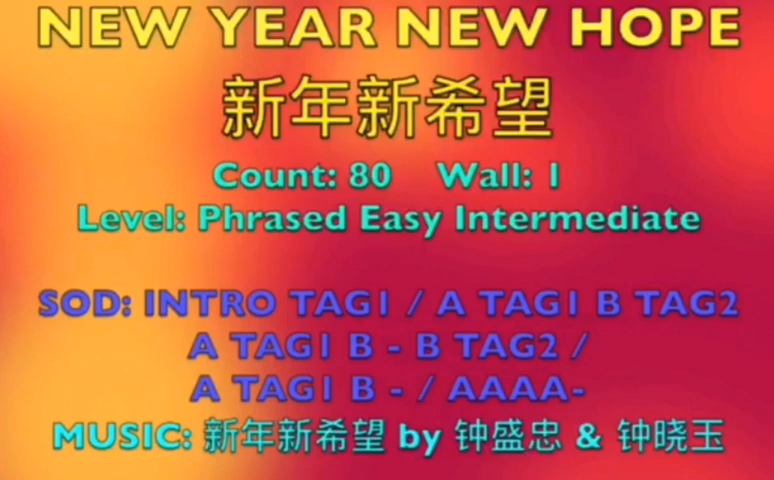 NEW YEAR NEW HOPE
新年新希望
Count: 80 Wall: 1
Level: Phrased Easy Intermediate
SOD: INTRO TAG1 / A TAG1 B TAG2
A TAG1 B - B TAG2 /
A TAG1 B - / AAAA-
MUSIC: 新年新希望 by 钟盛忠 & 钟晓玉